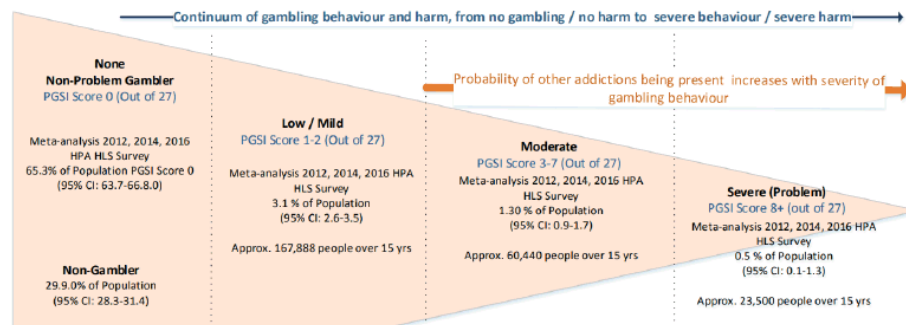 Continuum of gambling behaviour and harm, from no gambling / no harm to severe behaviour / severe harm
None
Non-Problem Gambler
PGSI Score 0 (Out of 27)
Meta-analysis 2012, 2014, 2016
HPA HLS Survey
65.3% of Population PGSI Score 0
(95% CI: 63.7-66.8.0)
Non-Gambler
29.9.0% of Population
(95% CI: 28.3-31.4)
Low / Mild
PGSI Score 1-2 (Out of 27)
Meta-analysis 2012, 2014, 2016 HPA
HLS Survey
3.1 % of Population
(95% CI: 2.6-3.5)
Approx. 167,888 people over 15 yrs
Probability of other addictions being present increases with severity of
gambling behaviour
Moderate
PGSI Score 3-7 (Out of 27)
Meta-analysis 2012, 2014, 2016 HPA
HLS Survey
1.30 % of Population
(95% CI: 0.9-1.7)
Approx. 60,440 people over 15 yrs
Severe (Problem)
PGSI Score 8+ (out of 27)
Meta-analysis 2012, 2014, 2016 HPA
HLS Survey
0.5 % of Population
(95% CI: 0.1-1.3)
Approx. 23,500 people over 15 yrs